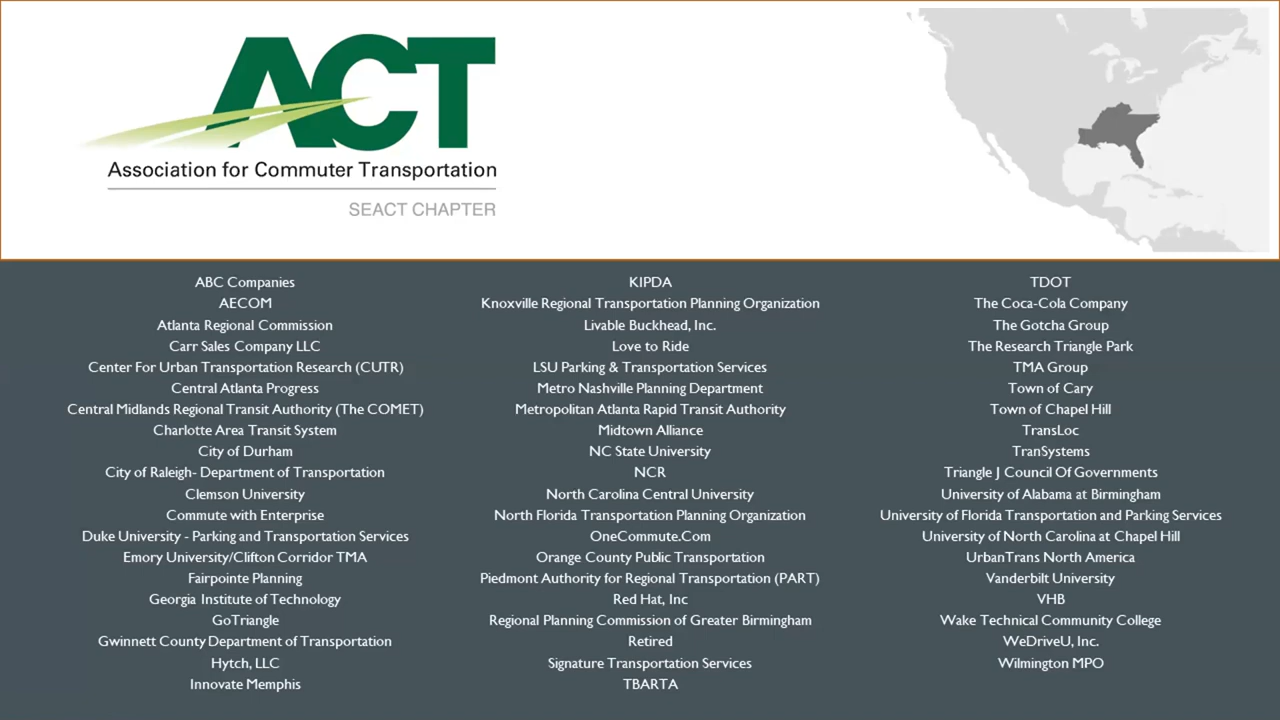 ACT
Association for Commuter Transportation
SEACT CHAPTER
ABC Companies
AECOM
Atlanta Regional Commission
Carr Sales Company LLC
Center For Urban Transportation Research (CUTR)
Central Atlanta Progress
Central Midlands Regional Transit Authority (The COMET)
Charlotte Area Transit System
City of Durham
City of Raleigh- Department of Transportation
Clemson University
Commute with Enterprise
Duke University - Parking and Transportation Services
Emory University/Clifton Corridor TMA
Fairpointe Planning
Georgia Institute of Technology
GoTriangle
Gwinnett County Department of Transportation
Hytch, LLC
Innovate Memphis
KIPDA
Knoxville Regional Transportation Planning Organization
Livable Buckhead, Inc.
Love to Ride
LSU Parking & Transportation Services
Metro Nashville Planning Department
Metropolitan Atlanta Rapid Transit Authority
Midtown Alliance
NC State University
NCR
North Carolina Central University
North Florida Transportation Planning Organization
OneCommute.Com
Orange County Public Transportation
Piedmont Authority for Regional Transportation (PART)
Red Hat, Inc
Regional Planning Commission of Greater Birmingham
Retired
Signature Transportation Services
TBARTA
TDOT
The Coca-Cola Company
The Gotcha Group
The Research Triangle Park
TMA Group
Town of Cary
Town of Chapel Hill
TransLoc
TranSystems
Triangle J Council Of Governments
University of Alabama at Birmingham
University of Florida Transportation and Parking Services
University of North Carolina at Chapel Hill
UrbanTrans North America
Vanderbilt University
VHB
Wake Technical Community College
WeDriveU, Inc.
Wilmington MPO